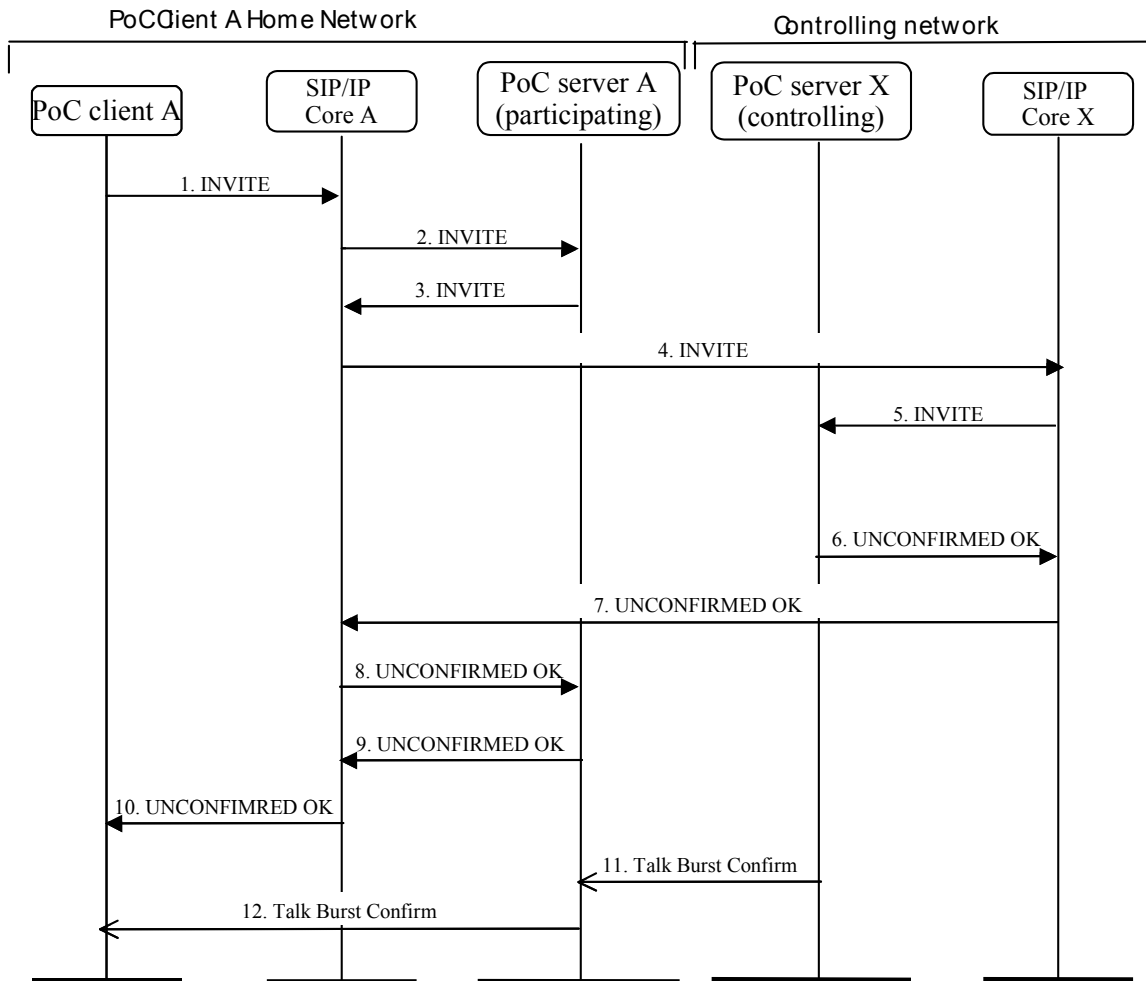 PoCClient A Home Network
Controlling network
PoC client A
SIP/IP
Core A
PoC server A
(participating)
PoC server X
(controlling)
SIP/IP
Core X
1. INVITE
2. INVITE
3. INVITE
4. INVITE
5. INVITE
6. UNCONFIRMED OK
7. UNCONFIRMED OK
8. UNCONFIRMED OK
9. UNCONFIRMED OK
10. UNCONFIMRED OK
11. Talk Burst Confirm
12. Talk Burst Confirm